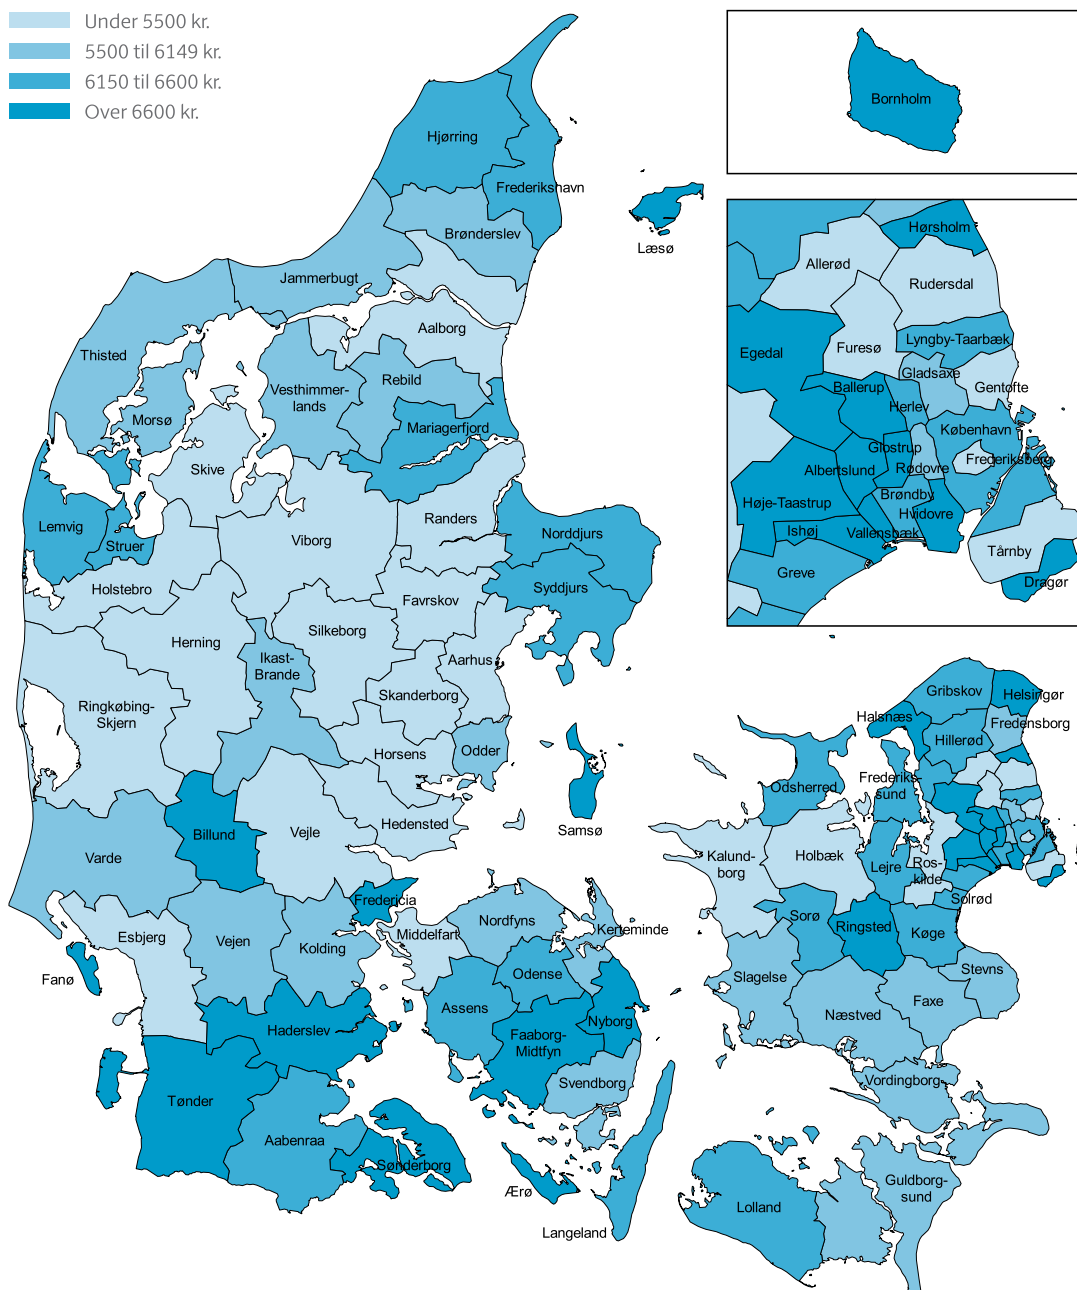 Under 5500 kr.
5500 til 6149 kr.
6150 til 6600 kr.
Over 6600 kr.
Bornholm
Hjørring
Frederikshavn
Brønderslev
Læsø
Jammerbugt
Aalborg
Thisted
Rebild
Vesthimmer-
lands
Morsø
Mariagerfjord
Skive
Lemvig
Struer
Viborg
Randers
Norddjurs
Syddjurs
Holstebro
Favrskov
Herning
Silkeborg
Ikast-
Brande
Aarhus
Skanderborg
Ringkøbing-
Skjern
Horsens
Odder
Hedensted
Samsø
Billund
Vejle
Varde
Fredericia
Esbjerg
Vejen
Kolding
Middelfart
Nordfyns
Kerteminde
Fanø
Odense
Assens
Nyborg
Faaborg-
Midtfyn
Haderslev
Svendborg
Tønder
Aabenraa
Sønderborg
Ærø
Langeland
Hørsholm
Allerød
Rudersdal
Egedal
Furesø
Lyngby-Taarbæk
Gladsaxe
Gentofte
Ballerup
Herlev
København
Glostrup
Frederiksberg
Albertslund
Rødovre
Høje-Taastrup
Brøndby
Hvidovre
Ishøj
Vallensbæk
Tårnby
Greve
Dragør
Gribskov
Helsingør
Halsnæs
Fredensborg
Hillerød
Odsherred
Frederiks-
sund
Kalund-
borg
Holbæk
Lejre
Ros-
kilde
Solrød
Sorø
Ringsted
Køge
Slagelse
Stevns
Næstved
Faxe
Vordingborg
Guldborg-
sund
Lolland